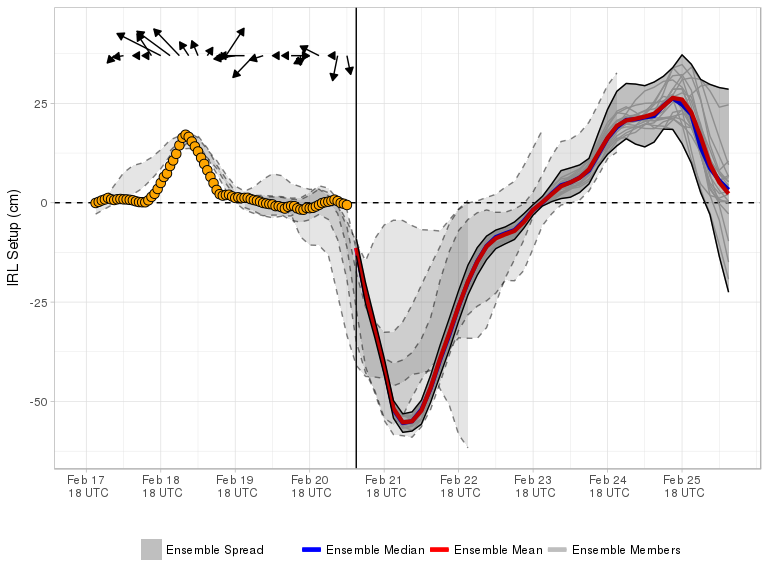 IRL Setup (cm)
25
0
-25
-50
Feb 17 Feb 18 Feb 19 Feb 20 Feb 21 Feb 22 Feb 23 Feb 24 Feb 25
18 UTC 18 UTC 18 UTC 18 UTC 18 UTC 18 UTC 18 UTC 18 UTC 18 UTC
Ensemble Spread Ensemble Median Ensemble Mean Ensemble Members